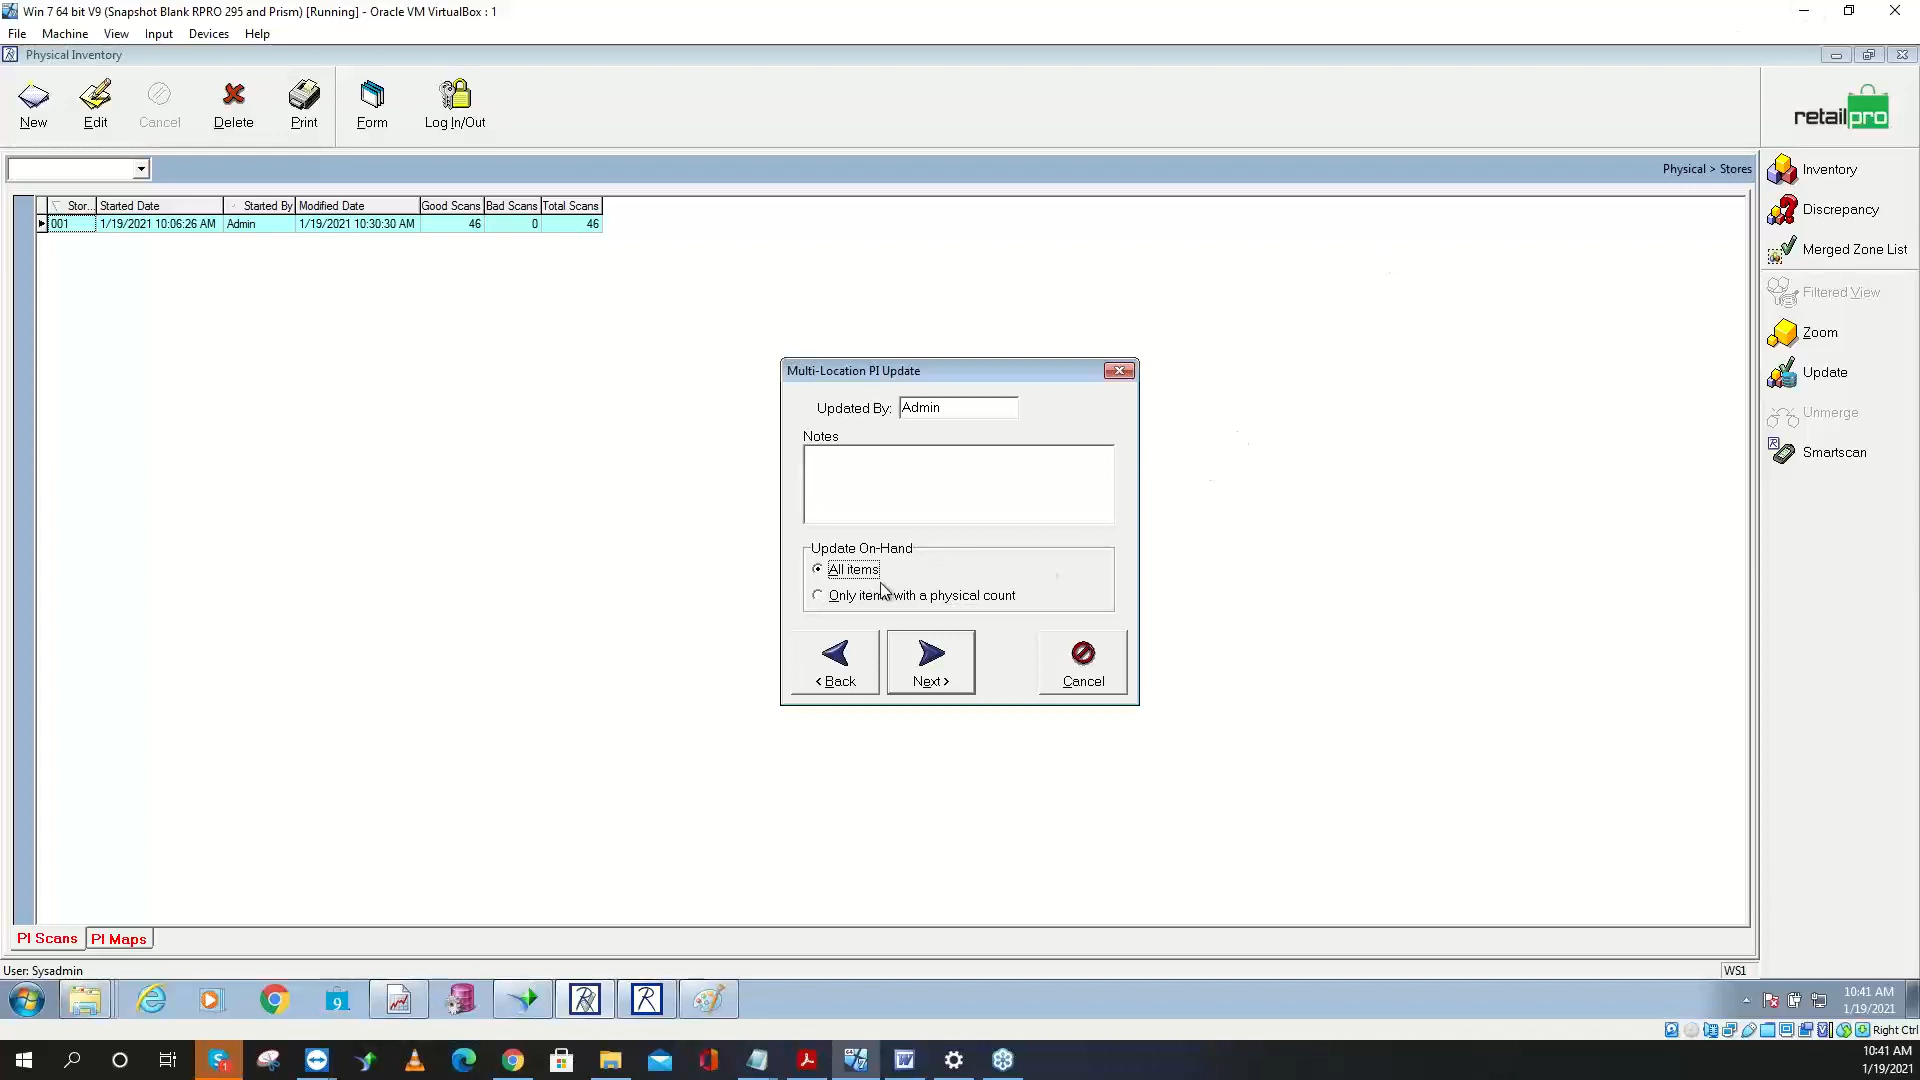 Win 7 64 bit V9 (Snapshot Blank RPRO 295 and Prism) [Running] - Oracle VM VirtualBox : 1
File Machine View Input Devices Help
Physical Inventory
New Edit Cancel Delete Print Form Log In/Out
retailpro
Physical > Stores
Stor... Started Date Started By Modified Date Good Scans Bad Scans Total Scans
001 1/19/2021 10:06:26 AM Admin 1/19/2021 10:30:30 AM 46 0 46
Inventory
Discrepancy
Merged Zone List
Filtered View
Zoom
Update
Unmerge
Smartscan
Multi-Location PI Update
Updated By: Admin
Notes
Update On-Hand
All items
Only items with a physical count
< Back Next > Cancel
PI Scans PI Maps
User: Sysadmin WS1
10:41 AM
1/19/2021
Right Ctrl
10:41 AM
1/19/2021